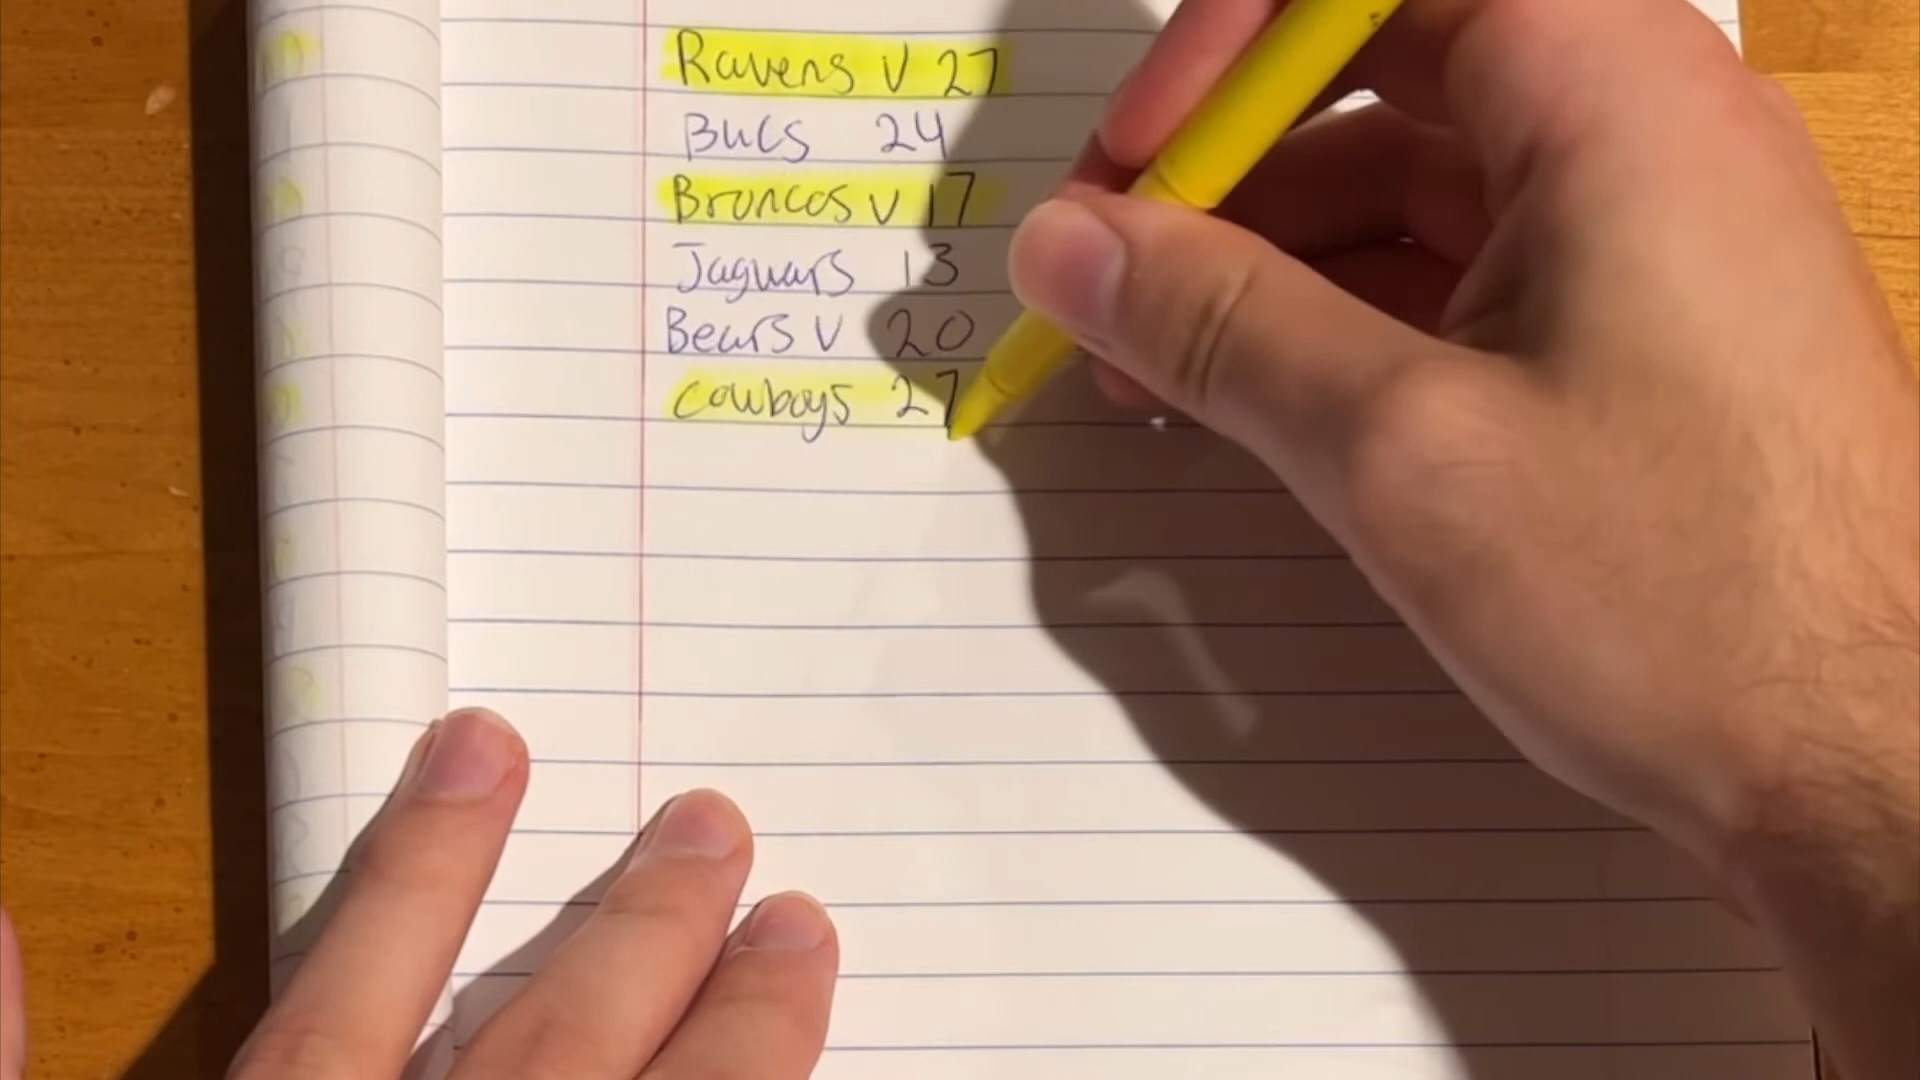 Ravens v 27
Bucs 24
Broncos v 17
Jaguars 13
Bears v 20
cowboys 27